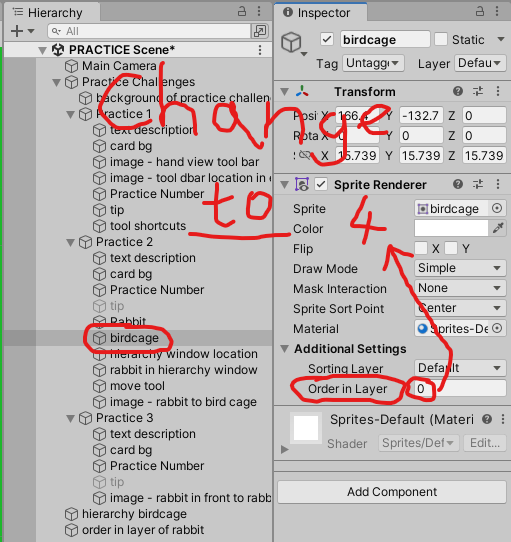 Hierarchy
All
PRACTICE Scene*
Main Camera
Practice Challenges
background of practice challen
Practice 1
text description
card bg
image - hand view tool bar
image - tool dbar location in e
Practice Number
tip
tool shortcuts
Practice 2
text description
card bg
Practice Number
tip
Rabbit
birdcage
hierarchy window location
rabbit in hierarchy window
move tool
image - rabbit to bird cage
Practice 3
text description
card bg
Practice Number
tip
image - rabbit in front to rabb
hierarchy birdcage
order in layer of rabbit
Change
to 4
Inspector
birdcage Static
Tag Untagge Layer Defau
Transform
Posi X 166.4 Y -132.7 Z 0
Rota X 0 Y 0 Z 0
X 15.739 Y 15.739 Z 15.739
Sprite Renderer
Sprite birdcage
Color
Flip X Y
Draw Mode Simple
Mask Interaction None
Sprite Sort Point Center
Material Sprites-De
Additional Settings
Sorting Layer Default
Order in Layer 0
Sprites-Default (Materi
Shader Sprites/Def Edit...
Add Component